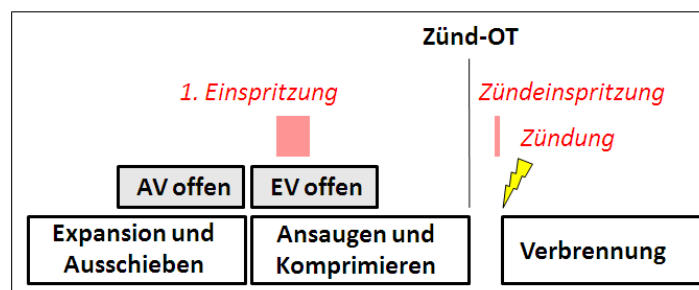 Zünd-OT
1. Einspritzung
Zündeinspritzung
Zündung
AV offen
EV offen
Expansion und
Ausschieben
Ansaugen und
Komprimieren
Verbrennung